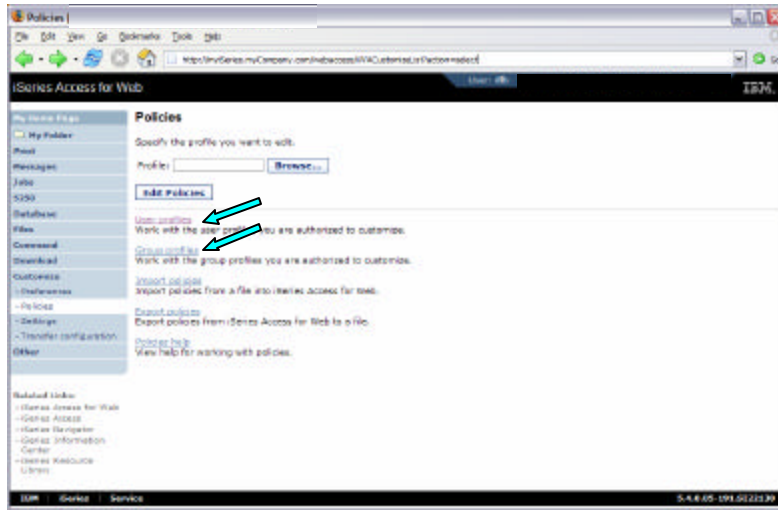 Policies
File Edit View Go Bookmarks Tools Help
iSeries Access for Web
User:
IBM.
My Home Page
My Folder
Print
Messages
Jobs
5250
Database
Files
Command
Download
Customize
- Preferences
- Policies
- Settings
- Transfer configuration
Other
Related Links:
- iSeries Access for Web
- iSeries Access
- iSeries Navigator
- iSeries Information Center
- iSeries Resource Library
Policies
Specify the profile you want to edit.
Profile: Browse...
Edit Policies
User profiles
Work with the user profiles you are authorized to customize.
Group profiles
Work with the group profiles you are authorized to customize.
Import policies
Import policies from a file into iSeries Access for Web.
Export policies
Export policies from iSeries Access for Web to a file.
Policies help
View help for working with policies.
IBM | iSeries | Service